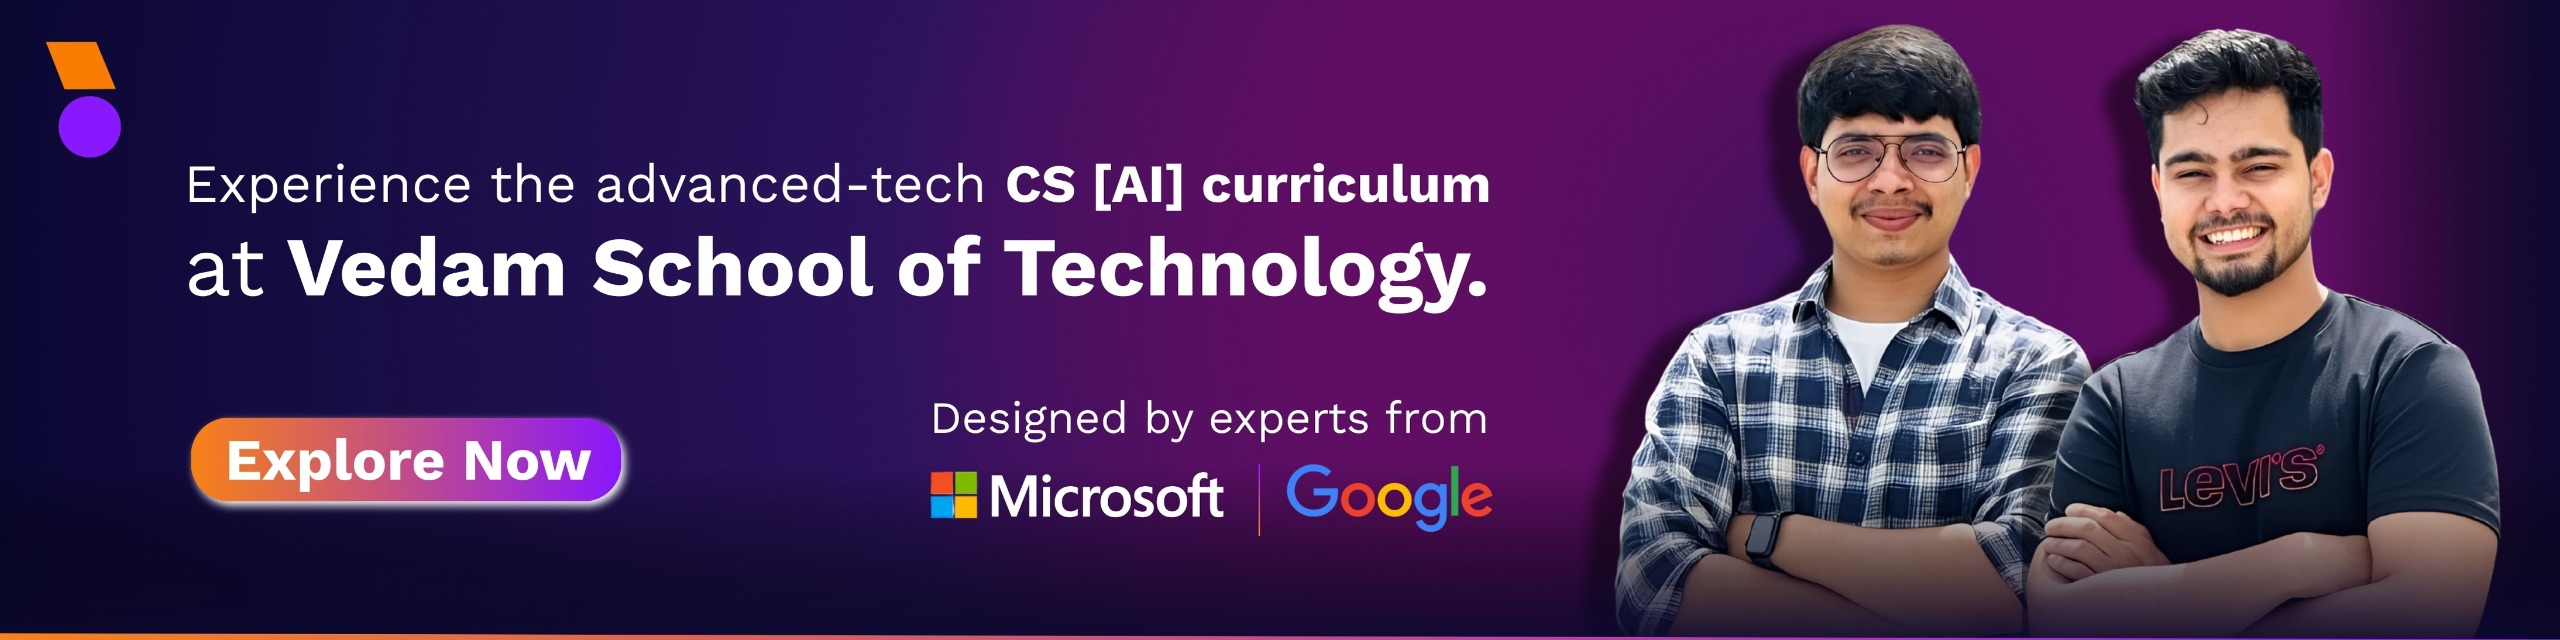 Experience the advanced-tech CS [AI] curriculum
at Vedam School of Technology.
Explore Now
Designed by experts from
Microsoft | Google
LEVI'S®